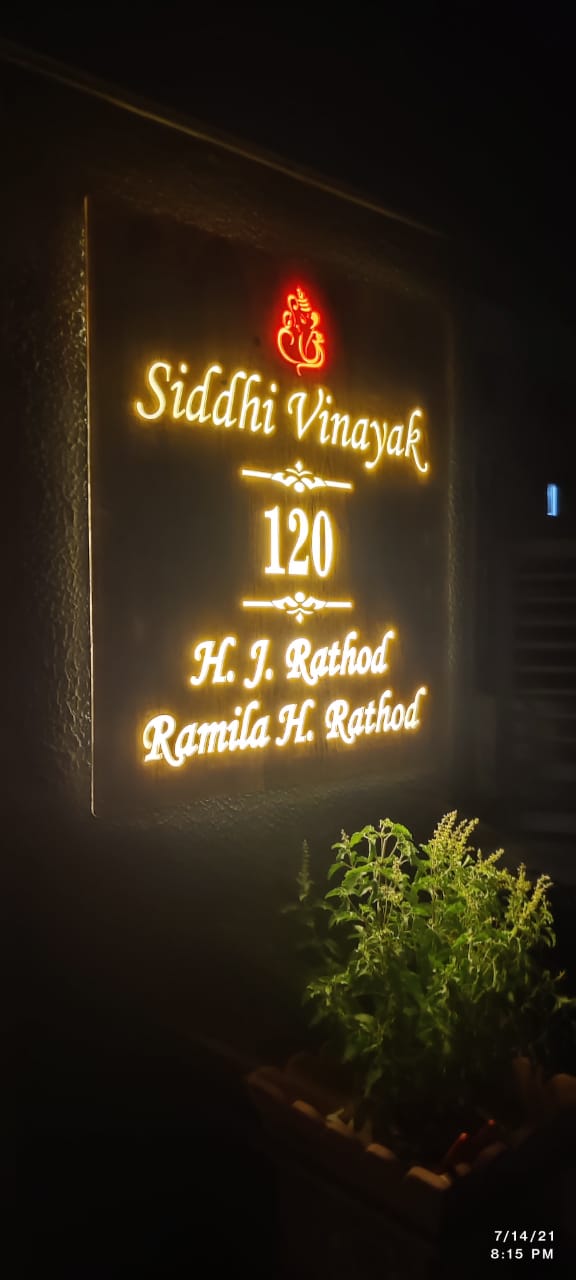 Siddhi Vinayak
120
H. J. Rathod
Ramila H. Rathod
7/14/21
8:15 PM